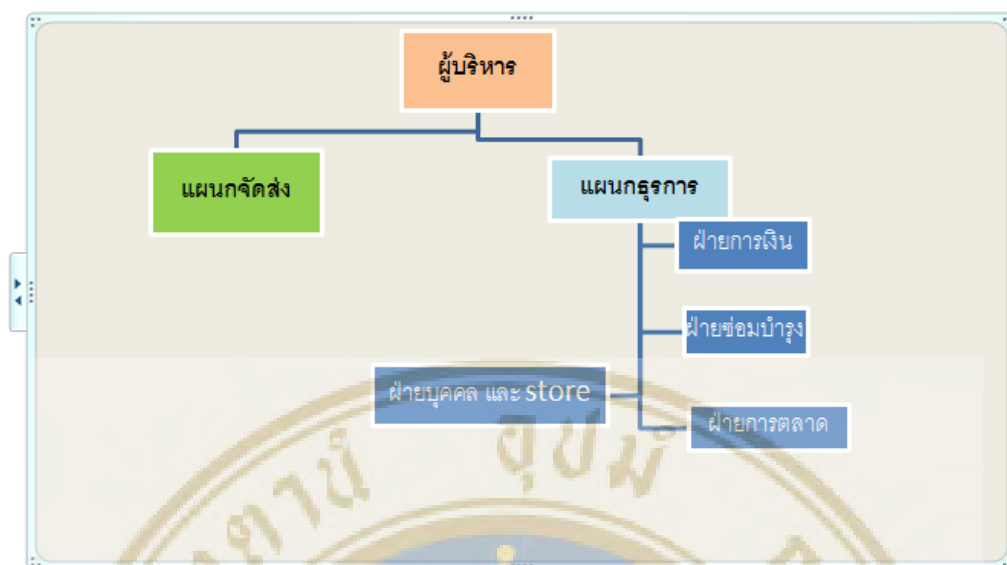 ผู้บริหาร
แผนกจัดส่ง
แผนกธุรการ
ฝ่ายการเงิน
ฝ่ายซ่อมบำรุง
ฝ่ายบุคคล และ store
ฝ่ายการตลาด
อุปมํ